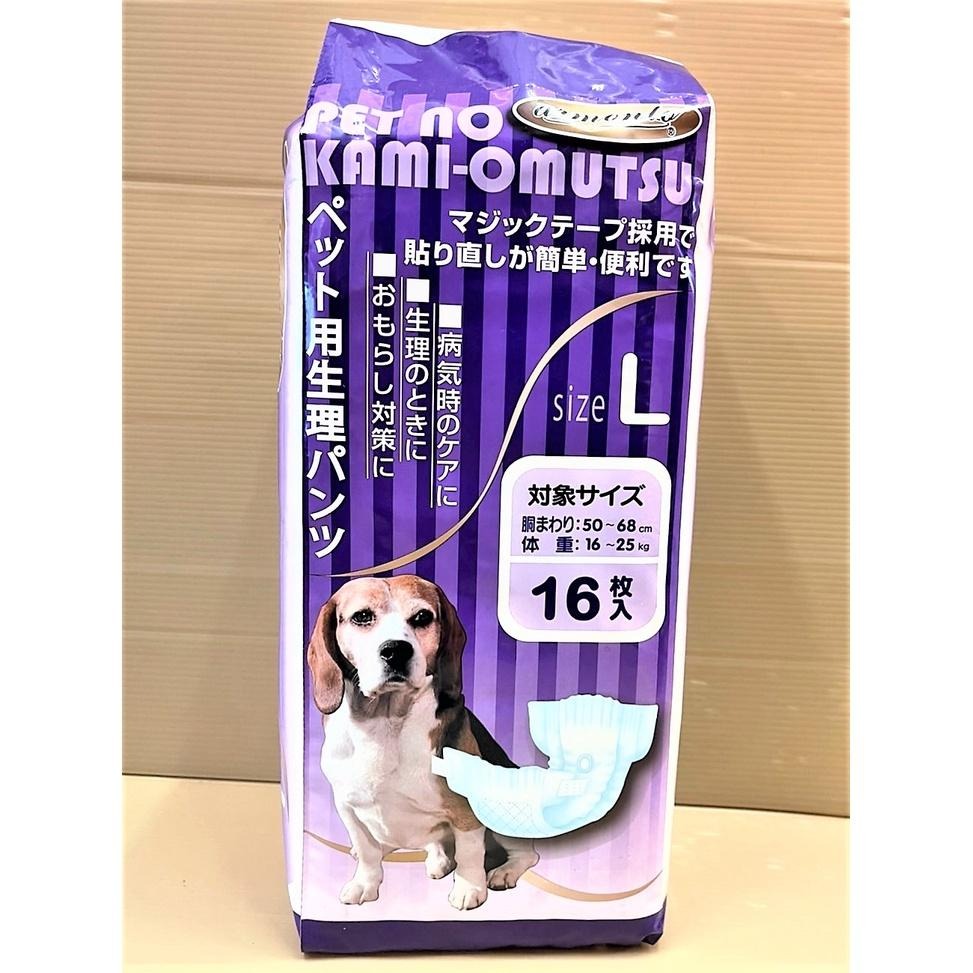 armonto
®
PET NO
KAMI-OMUTSU
マジックテープ採用で
貼り直しが簡単・便利です
ペット用生理パンツ
■病気時のケアに
■生理のときに
■おもらし対策に
size L
対象サイズ
胴まわり:50～68cm
体 重:16～25kg
16枚入